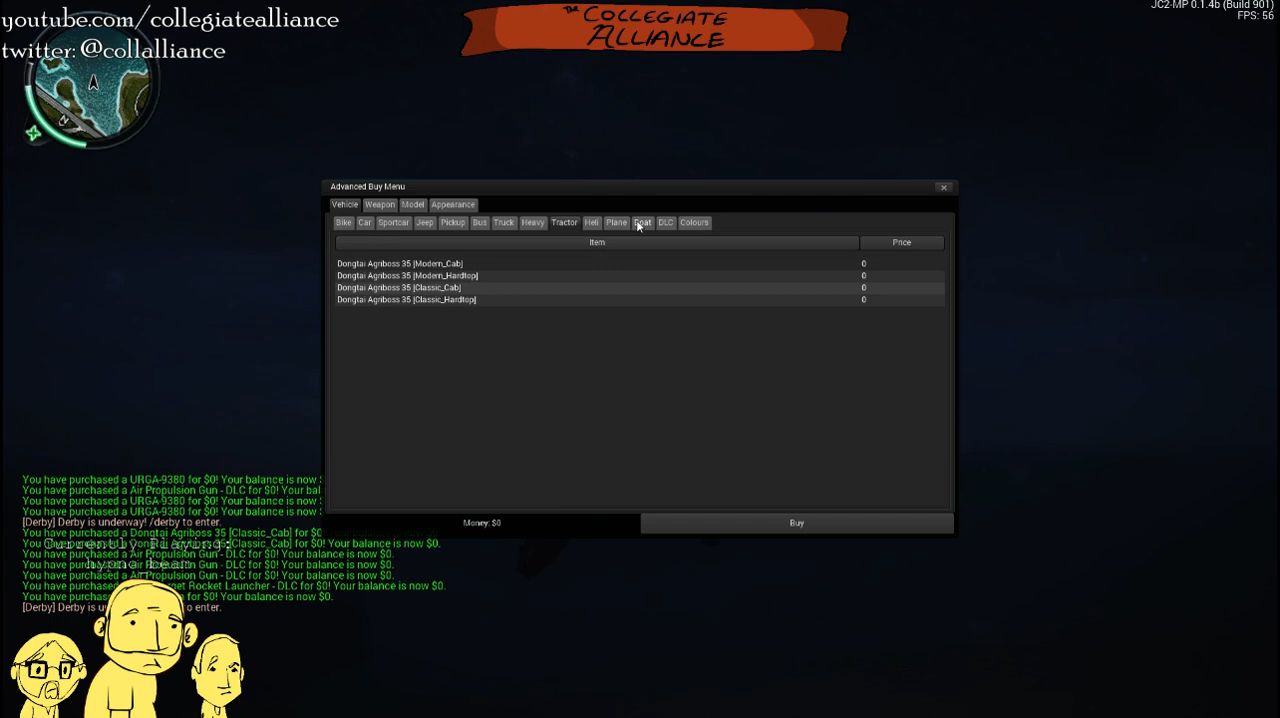 youtube.com/collegiatealliance
twitter: @collalliance
THE COLLEGIATE
ALLIANCE
JC2-MP 0.1.4b (Build 901)
FPS: 56
N
Advanced Buy Menu
Vehicle Weapon Model Appearance
Bike Car Sportcar Jeep Pickup Bus Truck Heavy Tractor Heli Plane Boat DLC Colours
Item Price
Dongtai Agriboss 35 [Modern_Cab] 0
Dongtai Agriboss 35 [Modern_Hardtop] 0
Dongtai Agriboss 35 [Classic_Cab] 0
Dongtai Agriboss 35 [Classic_Hardtop] 0
Money: $0 Buy
You have purchased a URGA-9380 for $0! Your balance is now
You have purchased a Air Propulsion Gun - DLC for $0! Your bal
You have purchased a URGA-9380 for $0! Your balance is now
You have purchased a URGA-9380 for $0! Your balance is now
[Derby] Derby is underway! /derby to enter.
You have purchased a Dongtai Agriboss 35 [Classic_Cab] for $0
You have purchased a Dongtai [Classic_Cab] for $0! Your balance is now $0.
Currently Playing:
You have purchased a Air Propulsion Gun - DLC for $0! Your balance is now $0.
You have purchased a Air Propulsion Gun - DLC for $0! Your balance is now $0.
hypno beam
You have purchased a Air Propulsion Gun - DLC for $0! Your balance is now $0.
You have purchased Rocket Launcher - DLC for $0! Your balance is now $0.
You have for $0! Your balance is now $0.
[Derby] Derby is to enter.